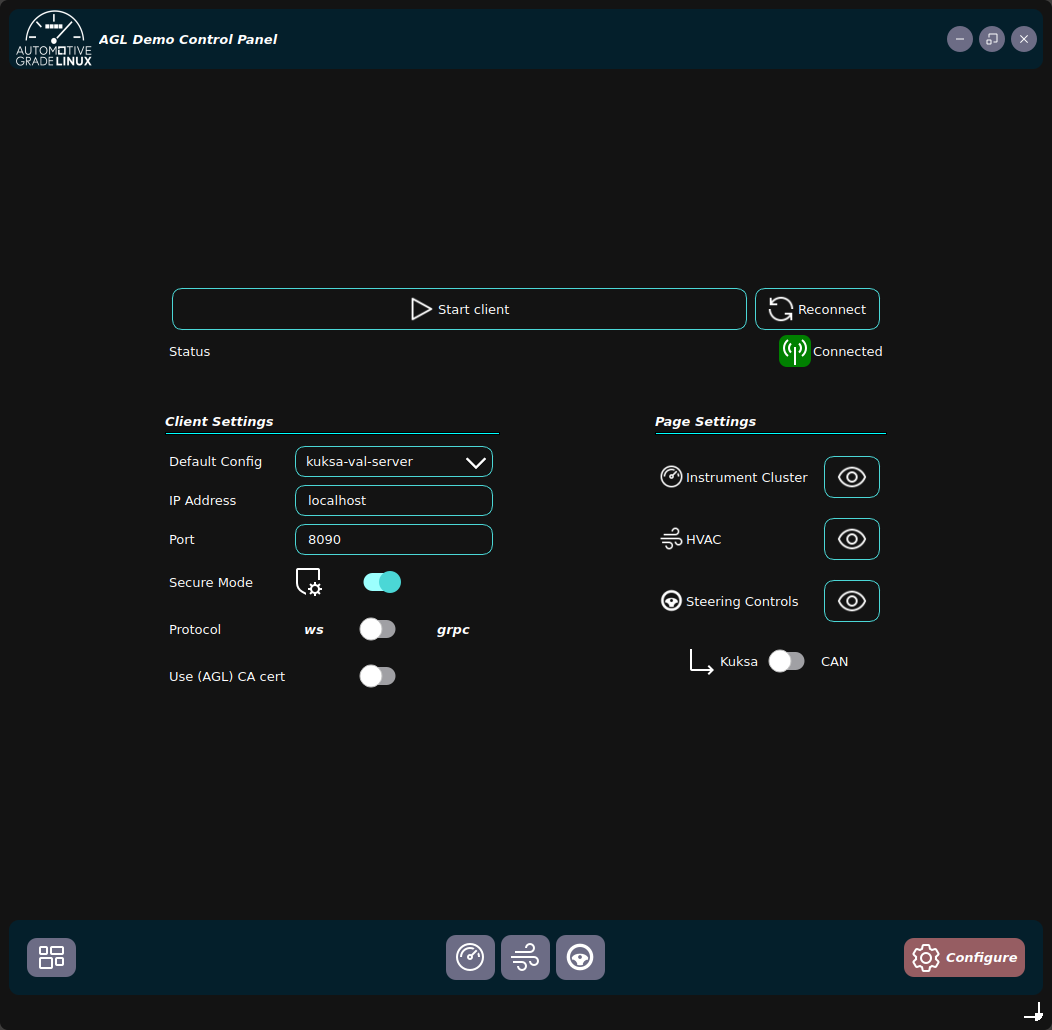 AUTOMOTIVE
GRADE LINUX
AGL Demo Control Panel
Start client
Reconnect
Status
Connected
Client Settings
Default Config
kuksa-val-server
IP Address
localhost
Port
8090
Secure Mode
Protocol
ws
grpc
Use (AGL) CA cert
Page Settings
Instrument Cluster
HVAC
Steering Controls
Kuksa
CAN
Configure